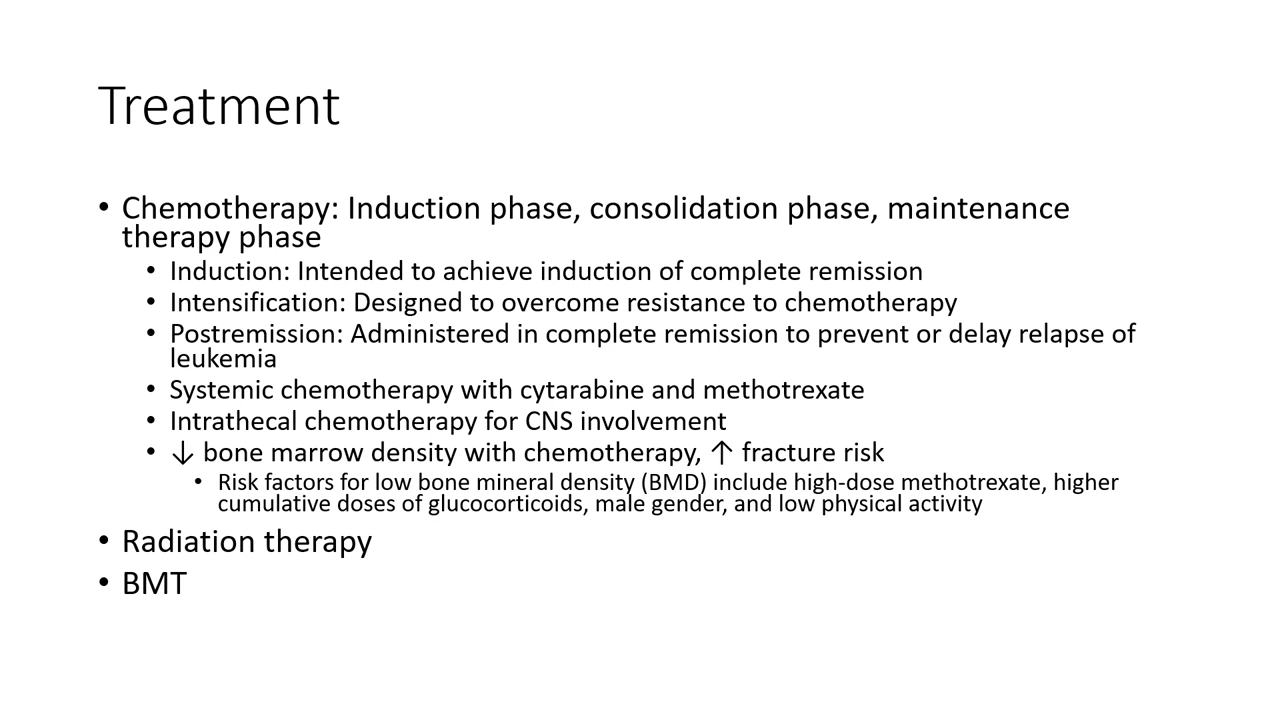 Treatment
• Chemotherapy: Induction phase, consolidation phase, maintenance
therapy phase
• Induction: Intended to achieve induction of complete remission
• Intensification: Designed to overcome resistance to chemotherapy
• Postremission: Administered in complete remission to prevent or delay relapse of
leukemia
• Systemic chemotherapy with cytarabine and methotrexate
• Intrathecal chemotherapy for CNS involvement
• ↓ bone marrow density with chemotherapy, ↑ fracture risk
• Risk factors for low bone mineral density (BMD) include high-dose methotrexate, higher
cumulative doses of glucocorticoids, male gender, and low physical activity
• Radiation therapy
• BMT